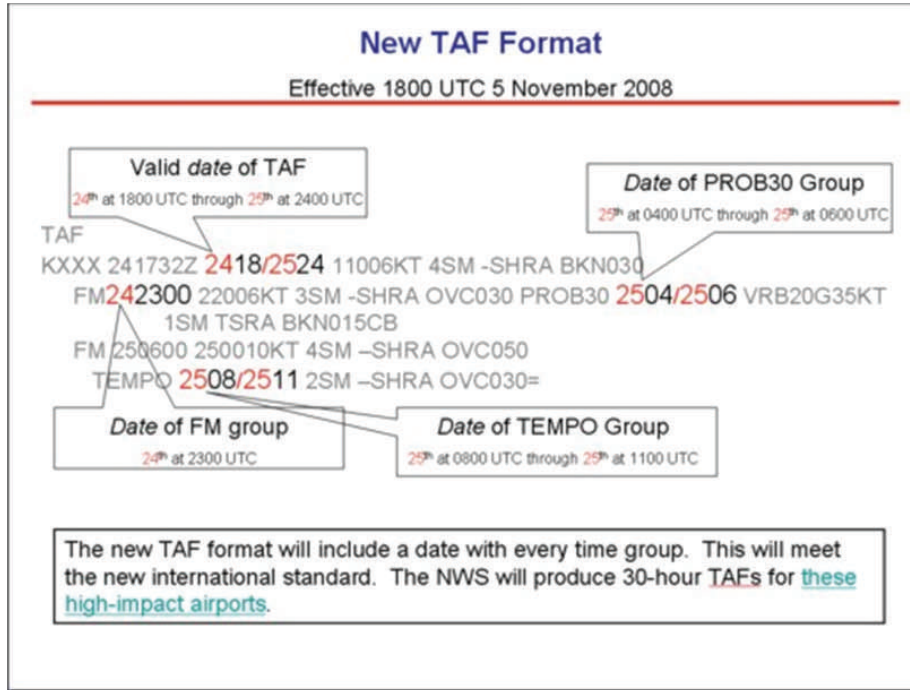 New TAF Format
Effective 1800 UTC 5 November 2008
Valid date of TAF
24th at 1800 UTC through 25th at 2400 UTC
Date of PROB30 Group
25th at 0400 UTC through 25th at 0600 UTC
TAF
KXXX 241732Z 2418/2524 11006KT 4SM -SHRA BKN030
FM242300 22006KT 3SM -SHRA OVC030 PROB30 2504/2506 VRB20G35KT
1SM TSRA BKN015CB
FM 250600 250010KT 4SM –SHRA OVC050
TEMPO 2508/2511 2SM –SHRA OVC030=
Date of FM group
24th at 2300 UTC
Date of TEMPO Group
25th at 0800 UTC through 25th at 1100 UTC
The new TAF format will include a date with every time group. This will meet
the new international standard. The NWS will produce 30-hour TAFs for these
high-impact airports.